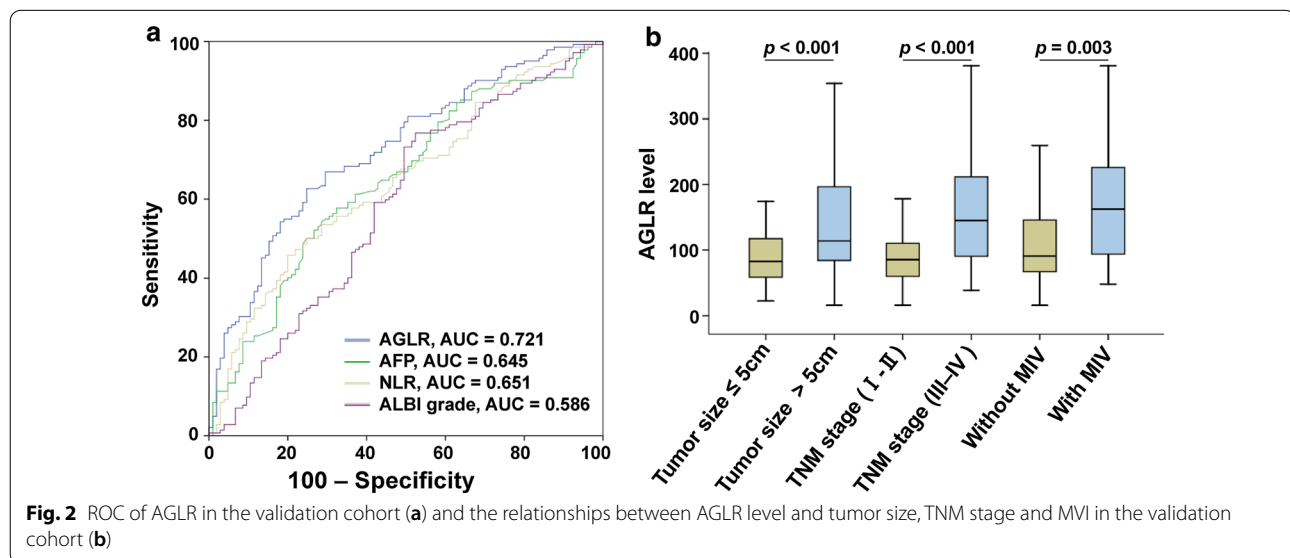 a
100
80
60
40
20
0
Sensitivity
AGLR, AUC = 0.721
AFP, AUC = 0.645
NLR, AUC = 0.651
ALBI grade, AUC = 0.586
0 20 40 60 80 100
100 – Specificity
b
p < 0.001 p < 0.001 p = 0.003
400
300
200
100
0
AGLR level
Tumor size ≤ 5cm
Tumor size > 5cm
TNM stage (Ⅰ-Ⅱ)
TNM stage (III–IV)
Without MIV
With MIV
Fig. 2 ROC of AGLR in the validation cohort (a) and the relationships between AGLR level and tumor size, TNM stage and MVI in the validation
cohort (b)